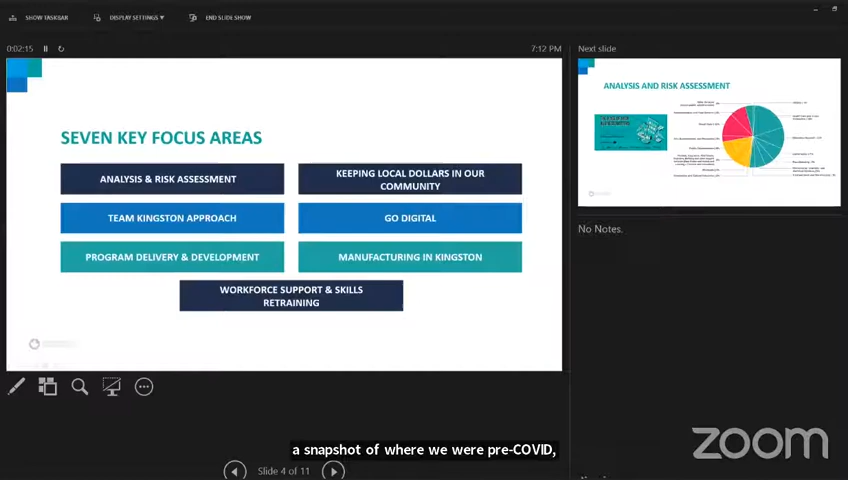 SHOW TASKBAR
DISPLAY SETTINGS ▼
END SLIDE SHOW
0:02:15
7:12 PM
Next slide
SEVEN KEY FOCUS AREAS
ANALYSIS & RISK ASSESSMENT
KEEPING LOCAL DOLLARS IN OUR
COMMUNITY
TEAM KINGSTON APPROACH
GO DIGITAL
PROGRAM DELIVERY & DEVELOPMENT
MANUFACTURING IN KINGSTON
WORKFORCE SUPPORT & SKILLS
RETRAINING
ANALYSIS AND RISK ASSESSMENT
No Notes.
a snapshot of where we were pre-COVID,
Slide 4 of 11
zoom